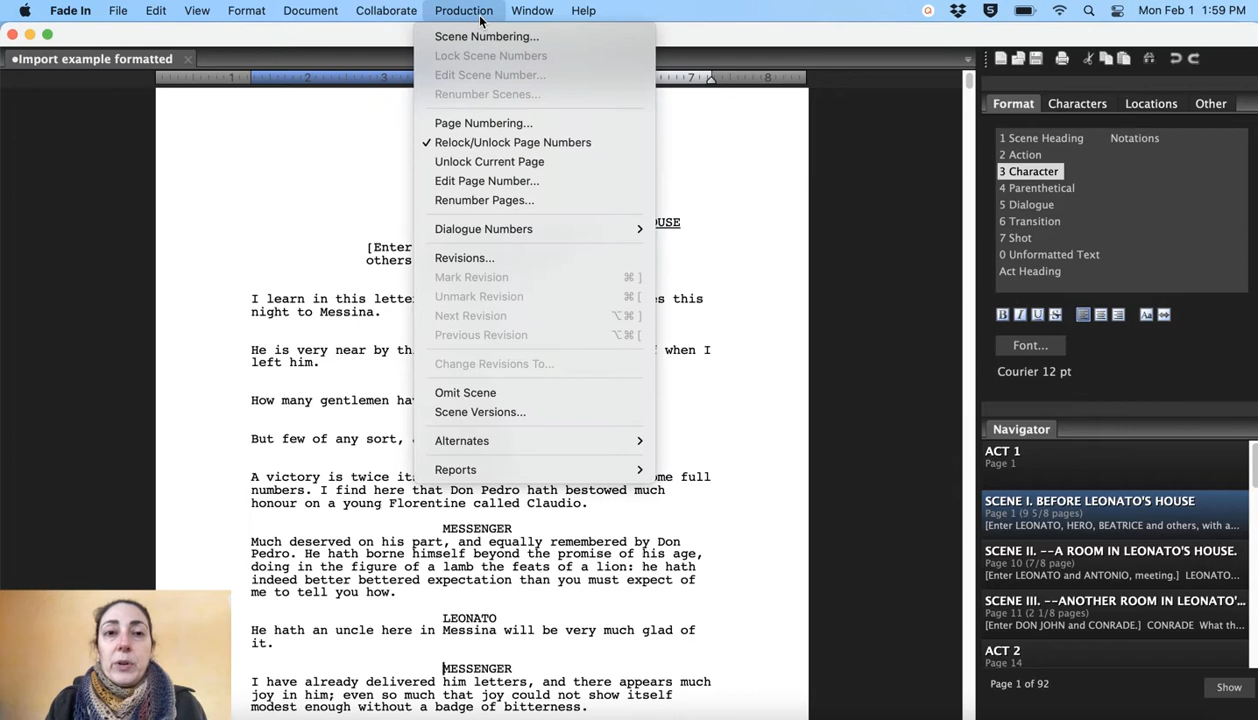 Fade In File Edit View Format Document Collaborate Production Window Help Mon Feb 1 1:59 PM
•Import example formatted ×
1 2 3 7 8
Scene Numbering...
Lock Scene Numbers
Edit Scene Number...
Renumber Scenes...
Page Numbering...
✓ Relock/Unlock Page Numbers
Unlock Current Page
Edit Page Number...
Renumber Pages...
Dialogue Numbers >
Revisions...
Mark Revision ⌘ ]
Unmark Revision ⌘ [
Next Revision ⌥⌘ ]
Previous Revision ⌥⌘ [
Change Revisions To...
Omit Scene
Scene Versions...
Alternates >
Reports >
[Enter
others
I learn in this lette this
night to Messina.
He is very near by th when I
left him.
How many gentlemen ha
But few of any sort,
A victory is twice it some full
numbers. I find here that Don Pedro hath bestowed much
honour on a young Florentine called Claudio.
MESSENGER
Much deserved on his part, and equally remembered by Don
Pedro. He hath borne himself beyond the promise of his age,
doing in the figure of a lamb the feats of a lion: he hath
indeed better bettered expectation than you must expect of
me to tell you how.
LEONATO
He hath an uncle here in Messina will be very much glad of
it.
MESSENGER
I have already delivered him letters, and there appears much
joy in him; even so much that joy could not show itself
modest enough without a badge of bitterness.
Format Characters Locations Other
1 Scene Heading Notations
2 Action
3 Character
4 Parenthetical
5 Dialogue
6 Transition
7 Shot
0 Unformatted Text
Act Heading
B I U S Aa
Font...
Courier 12 pt
Navigator
ACT 1
Page 1
SCENE I. BEFORE LEONATO'S HOUSE
Page 1 (9 5/8 pages)
[Enter LEONATO, HERO, BEATRICE and others, with a...
SCENE II. --A ROOM IN LEONATO'S HOUSE.
Page 10 (7/8 pages)
[Enter LEONATO and ANTONIO, meeting.] LEONATO...
SCENE III. --ANOTHER ROOM IN LEONATO'...
Page 11 (2 1/8 pages)
[Enter DON JOHN and CONRADE.] CONRADE What th...
ACT 2
Page 14
Page 1 of 92
Show